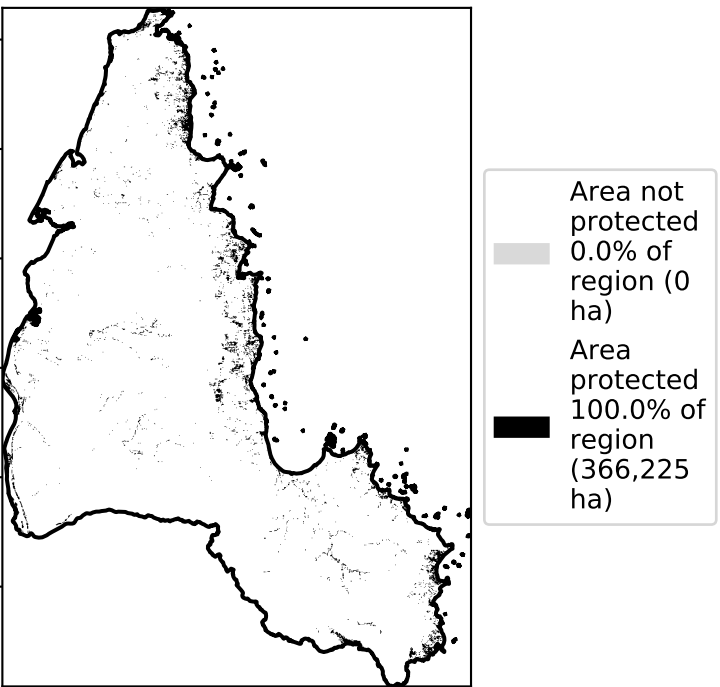 Area not
protected
0.0% of
region (0
ha)
Area
protected
100.0% of
region
(366,225
ha)